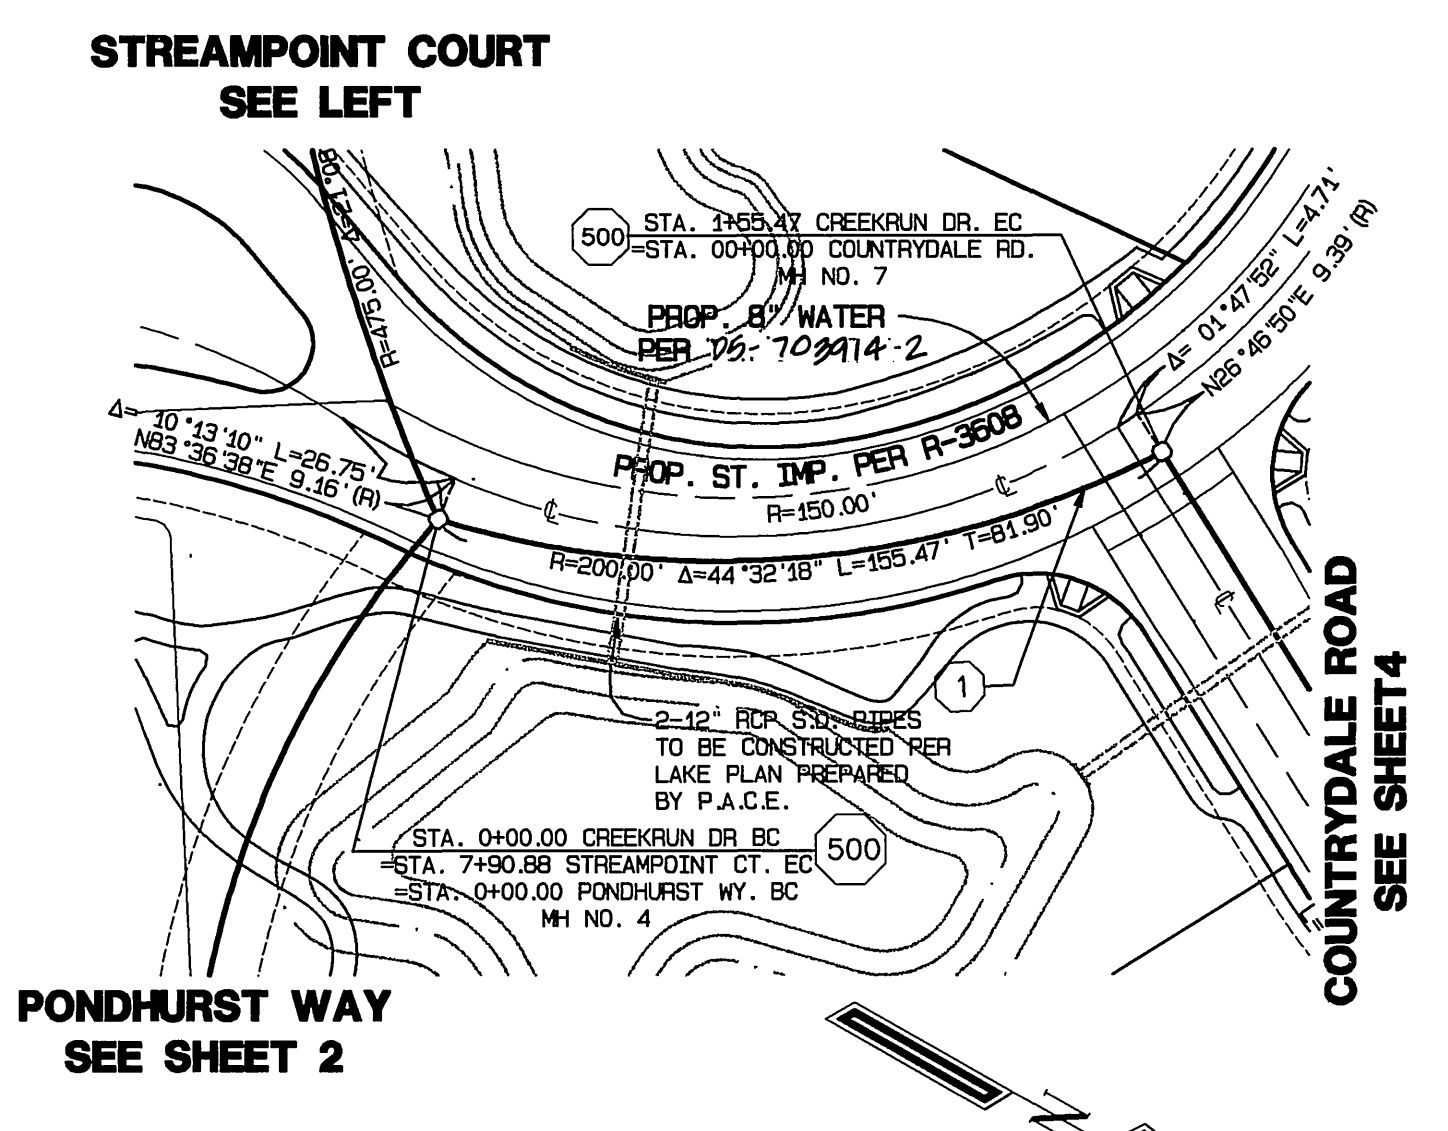 STREAMPOINT COURT
SEE LEFT
R=475.00' Δ=21.08
500
STA. 1+55.47 CREEKRUN DR. EC
=STA. 00+00.00 COUNTRYDALE RD.
MH NO. 7
PROP. 8" WATER
PER DS-703974-2
Δ= 01°47'52" L=4.71'
N26°46'50"E 9.39'(R)
Δ= 10°13'10" L=26.75'
N83°36'38"E 9.16'(R)
PROP. ST. IMP. PER R-3608
R=150.00'
R=200.00' Δ=44°32'18" L=155.47' T=81.90'
1
2-12" RCP S.D. PIPES
TO BE CONSTRUCTED PER
LAKE PLAN PREPARED
BY P.A.C.E.
STA. 0+00.00 CREEKRUN DR BC
=STA. 7+90.88 STREAMPOINT CT. EC
=STA. 0+00.00 PONDHURST WY. BC
MH NO. 4
500
COUNTRYDALE ROAD
SEE SHEET4
PONDHURST WAY
SEE SHEET 2
N